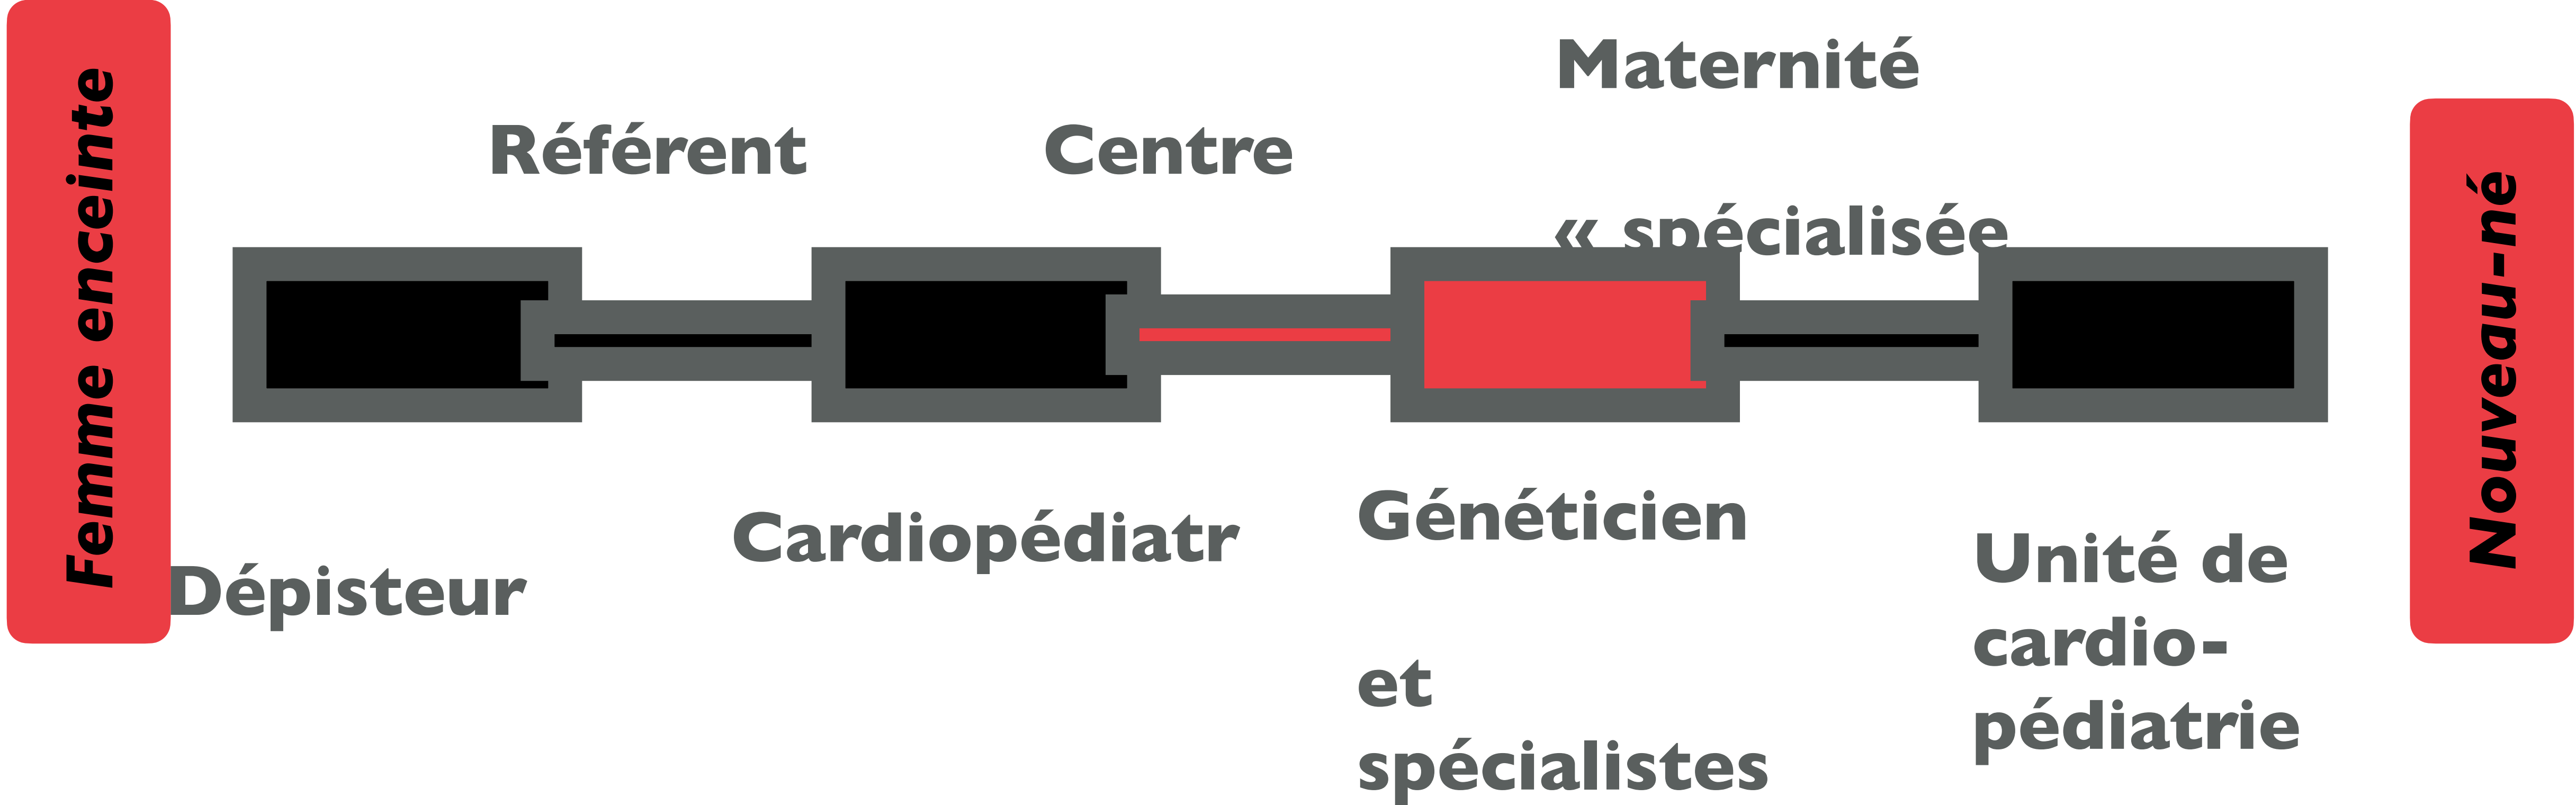 Femme enceinte
Dépisteur
Référent
Cardiopédiatr
Centre
Généticien
et
spécialistes
Maternité
« spécialisée
Unité de
cardio-
pédiatrie
Nouveau-né